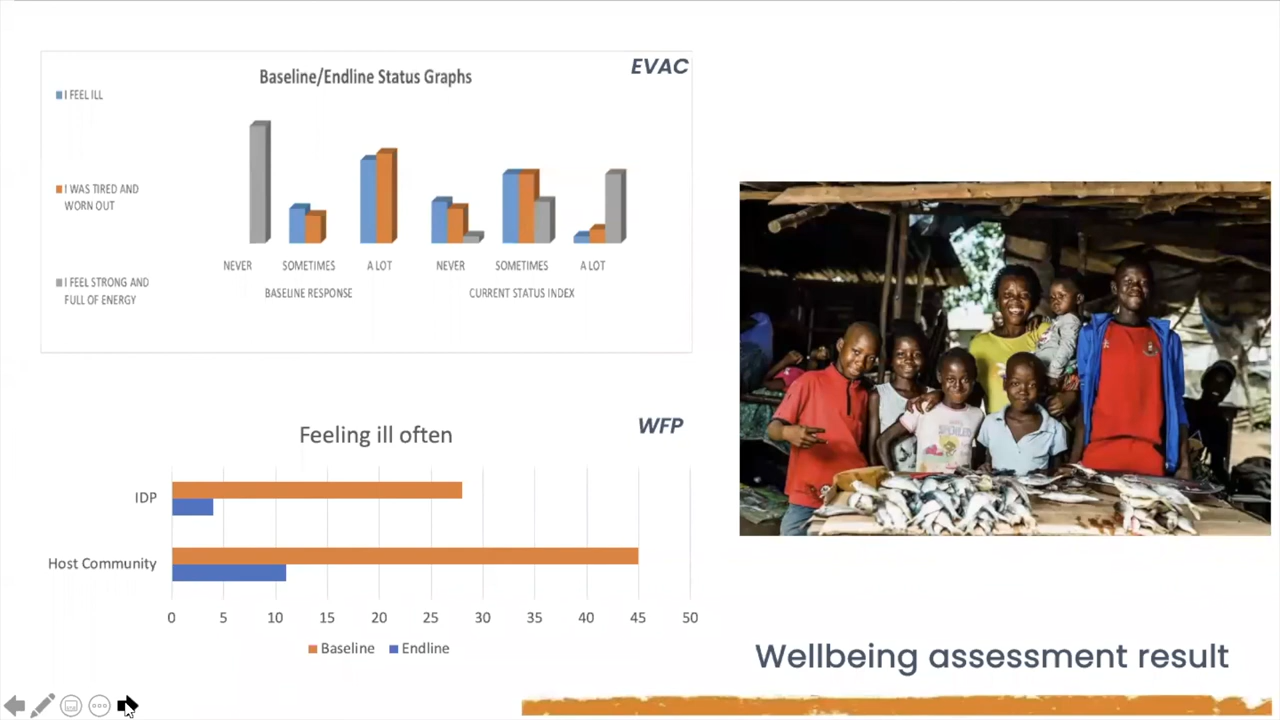 EVAC
Baseline/Endline Status Graphs
I FEEL ILL
I WAS TIRED AND
WORN OUT
I FEEL STRONG AND
FULL OF ENERGY
NEVER SOMETIMES A LOT NEVER SOMETIMES A LOT
BASELINE RESPONSE CURRENT STATUS INDEX
WFP
Feeling ill often
IDP
Host Community
0 5 10 15 20 25 30 35 40 45 50
Baseline Endline
Wellbeing assessment result